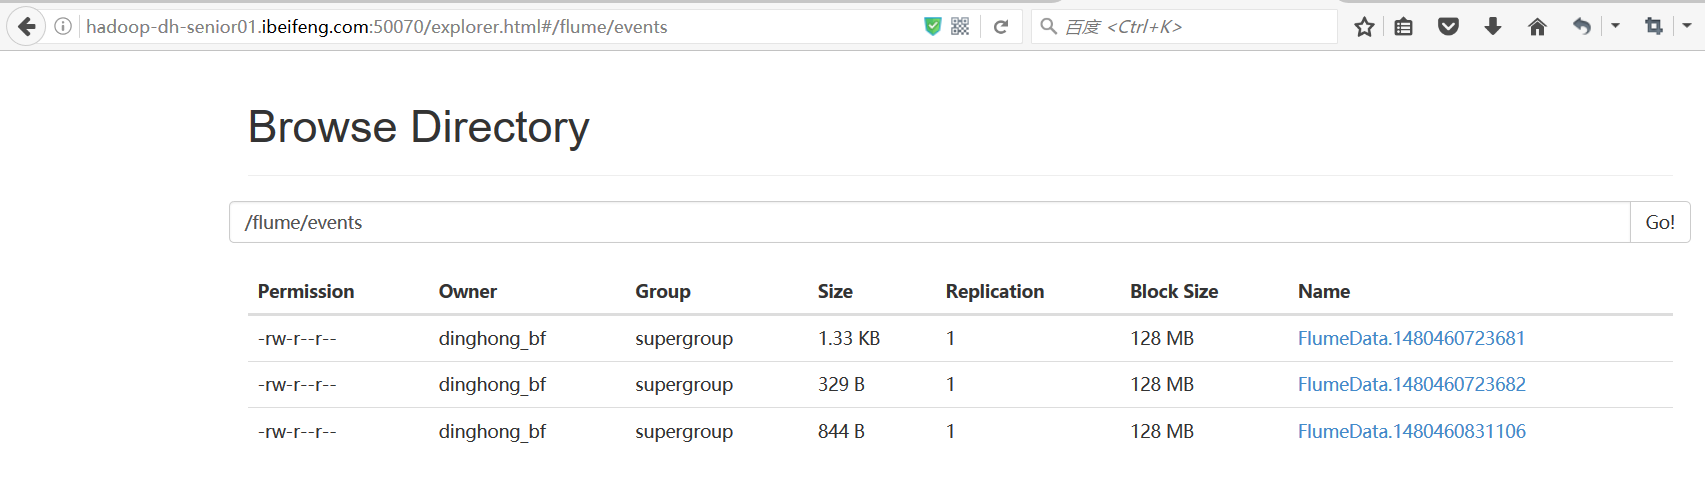 hadoop-dh-senior01.ibeifeng.com:50070/explorer.html#/flume/events 百度 <Ctrl+K>
Browse Directory
/flume/events Go!
Permission Owner Group Size Replication Block Size Name
-rw-r--r-- dinghong_bf supergroup 1.33 KB 1 128 MB FlumeData.1480460723681
-rw-r--r-- dinghong_bf supergroup 329 B 1 128 MB FlumeData.1480460723682
-rw-r--r-- dinghong_bf supergroup 844 B 1 128 MB FlumeData.1480460831106